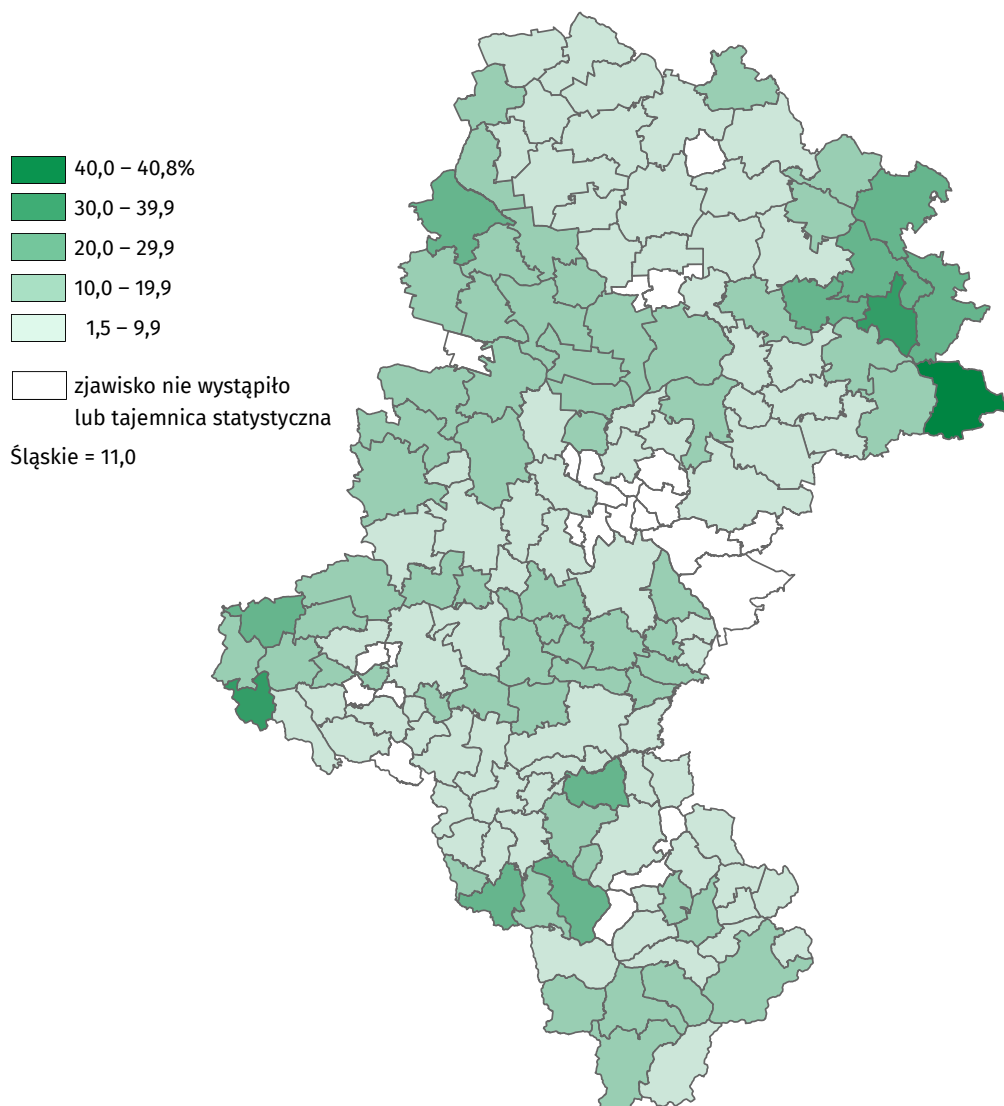 40,0 – 40,8%
30,0 – 39,9
20,0 – 29,9
10,0 – 19,9
1,5 – 9,9
zjawisko nie wystąpiło
lub tajemnica statystyczna
Śląskie = 11,0